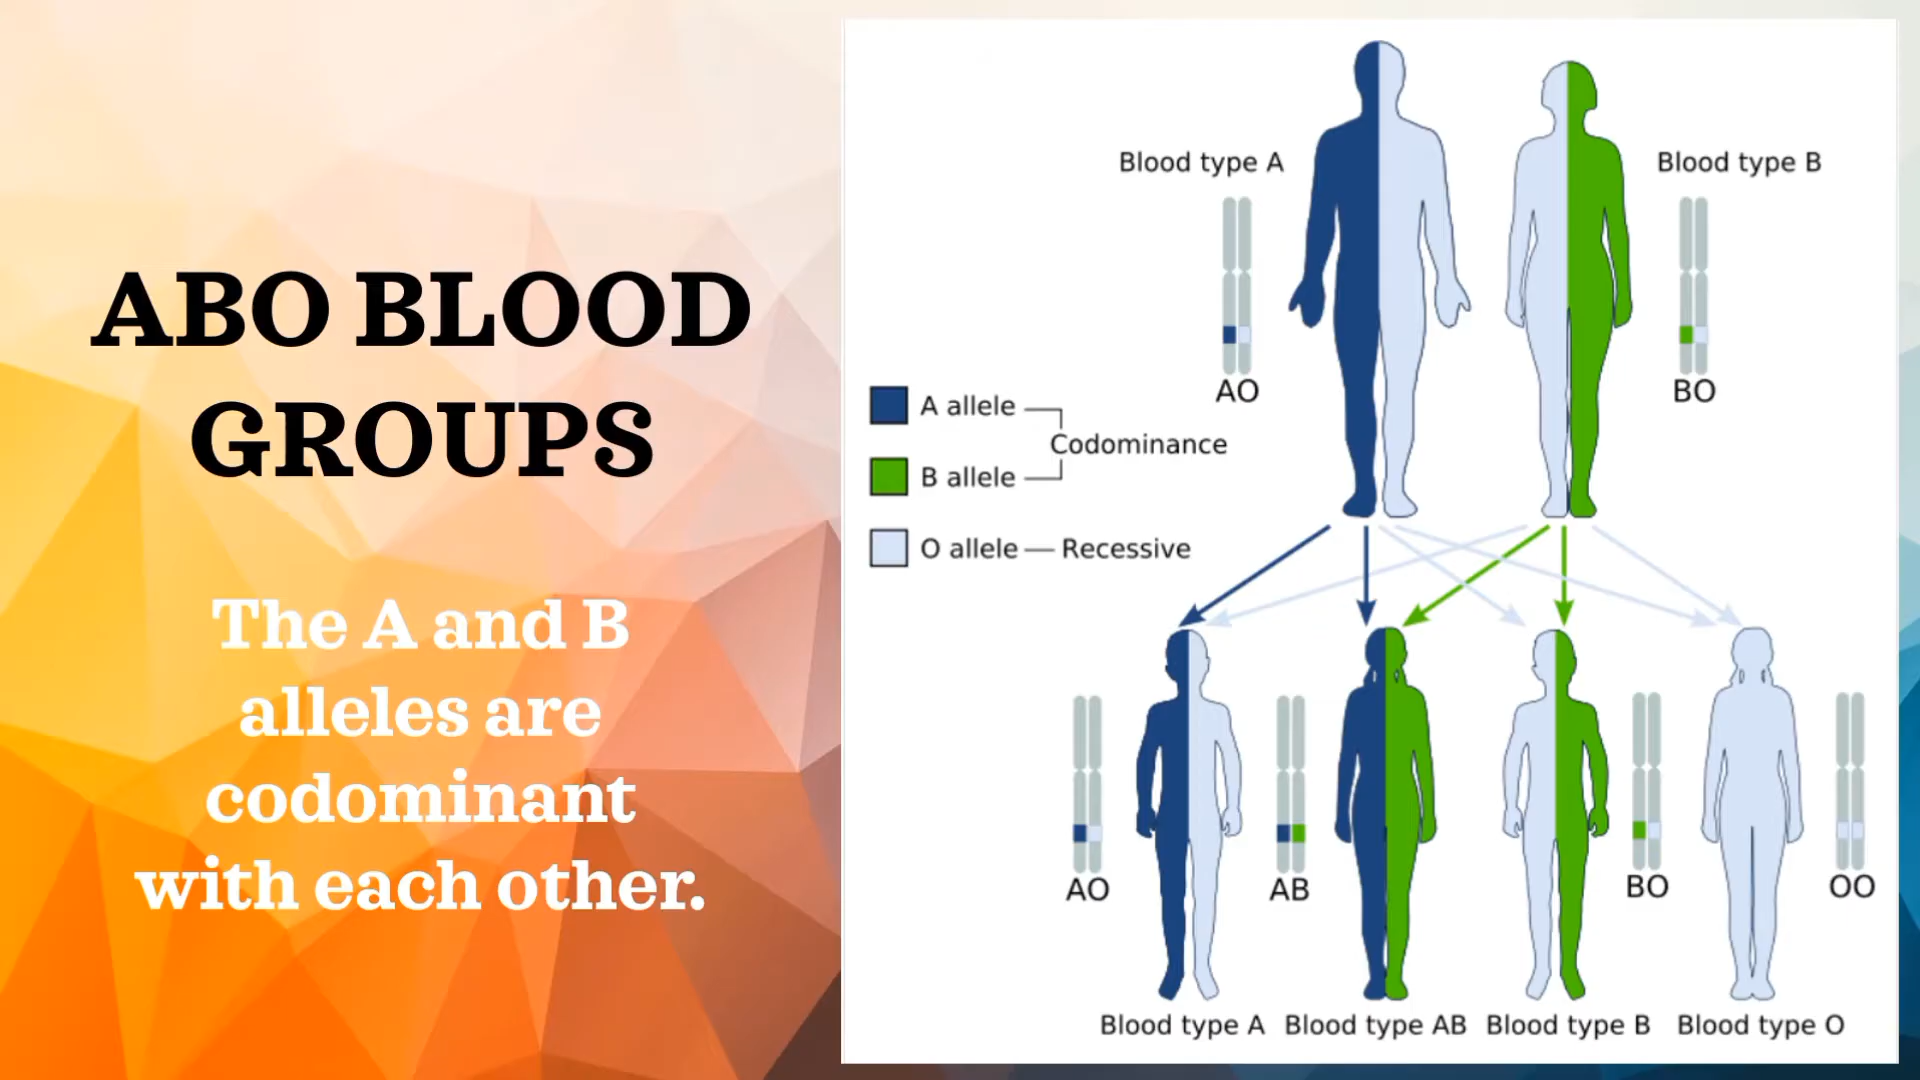 ABO BLOOD
GROUPS
The A and B
alleles are
codominant
with each other.
Blood type A
Blood type B
AO
BO
A allele
Codominance
B allele
O allele
Recessive
AO
AB
BO
OO
Blood type A
Blood type AB
Blood type B
Blood type O